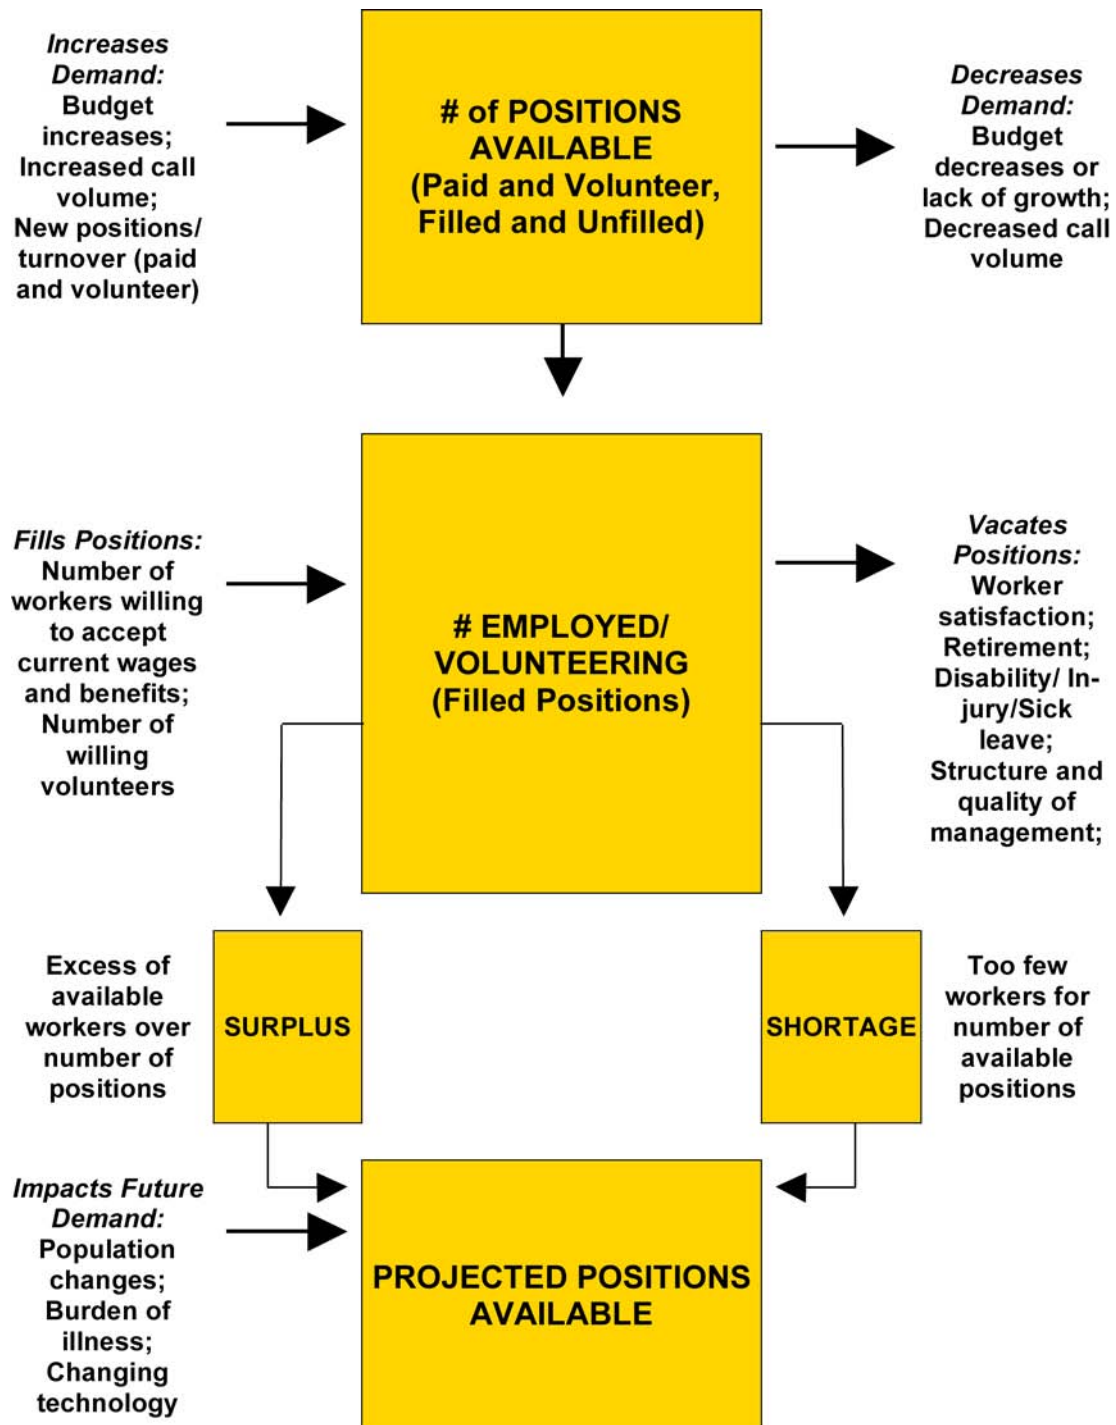 Increases
Demand:
Budget
increases;
Increased call
volume;
New positions/
turnover (paid
and volunteer)
# of POSITIONS
AVAILABLE
(Paid and Volunteer,
Filled and Unfilled)
Decreases
Demand:
Budget
decreases or
lack of growth;
Decreased call
volume
Fills Positions:
Number of
workers willing
to accept
current wages
and benefits;
Number of
willing
volunteers
# EMPLOYED/
VOLUNTEERING
(Filled Positions)
Vacates
Positions:
Worker
satisfaction;
Retirement;
Disability/ In-
jury/Sick
leave;
Structure and
quality of
management;
Excess of
available
workers over
number of
positions
SURPLUS
SHORTAGE
Too few
workers for
number of
available
positions
Impacts Future
Demand:
Population
changes;
Burden of
illness;
Changing
technology
PROJECTED POSITIONS
AVAILABLE